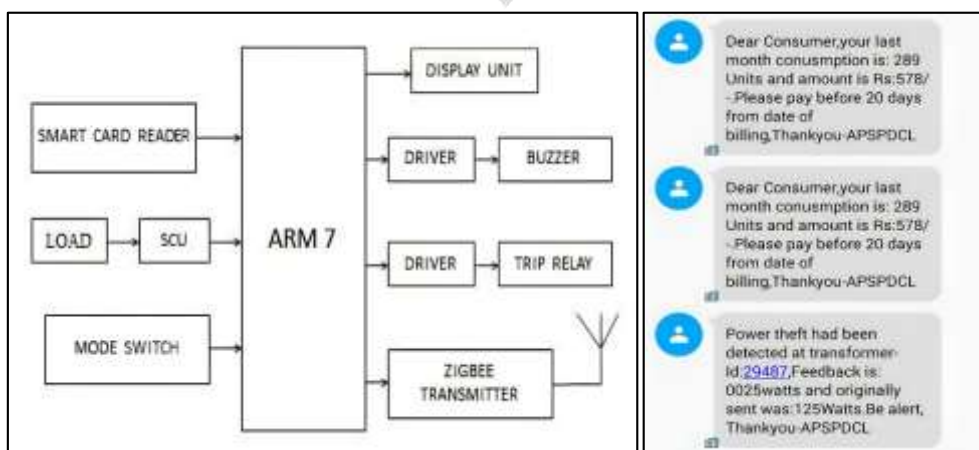 SMART CARD READER
LOAD
SCU
MODE SWITCH
ARM 7
DISPLAY UNIT
DRIVER
BUZZER
DRIVER
TRIP RELAY
ZIGBEE
TRANSMITTER
Dear Consumer,your last
month conusmption is: 289
Units and amount is Rs:578/
-.Please pay before 20 days
from date of
billing,Thankyou-APSPDCL
Dear Consumer,your last
month conusmption is: 289
Units and amount is Rs:578/
-.Please pay before 20 days
from date of
billing,Thankyou-APSPDCL
Power theft had been
detected at transformer-
Id:29487,Feedback is:
0025watts and originally
sent was:125Watts.Be alert,
Thankyou-APSPDCL